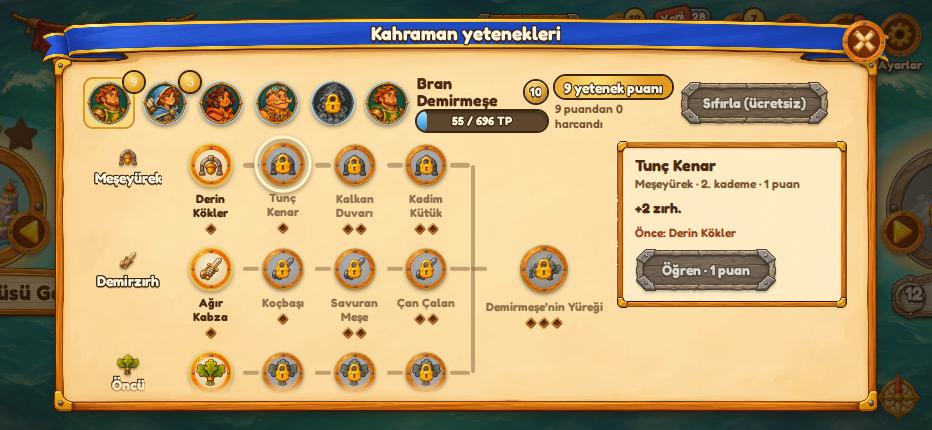 Kahraman yetenekleri
Ayarlar
9
3
Bran
Demirmeşe
10
55 / 696 TP
9 yetenek puanı
9 puandan 0
harcandı
Sıfırla (ücretsiz)
Meşeyürek
Derin
Kökler
Tunç
Kenar
Kalkan
Duvarı
Kadim
Kütük
Tunç Kenar
Meşeyürek · 2. kademe · 1 puan
+2 zırh.
Önce: Derin Kökler
Öğren · 1 puan
Demirzırh
Ağır
Kabza
Koçbaşı
Savuran
Meşe
Çan Çalan
Demirmeşe'nin Yüreği
12
Öncü